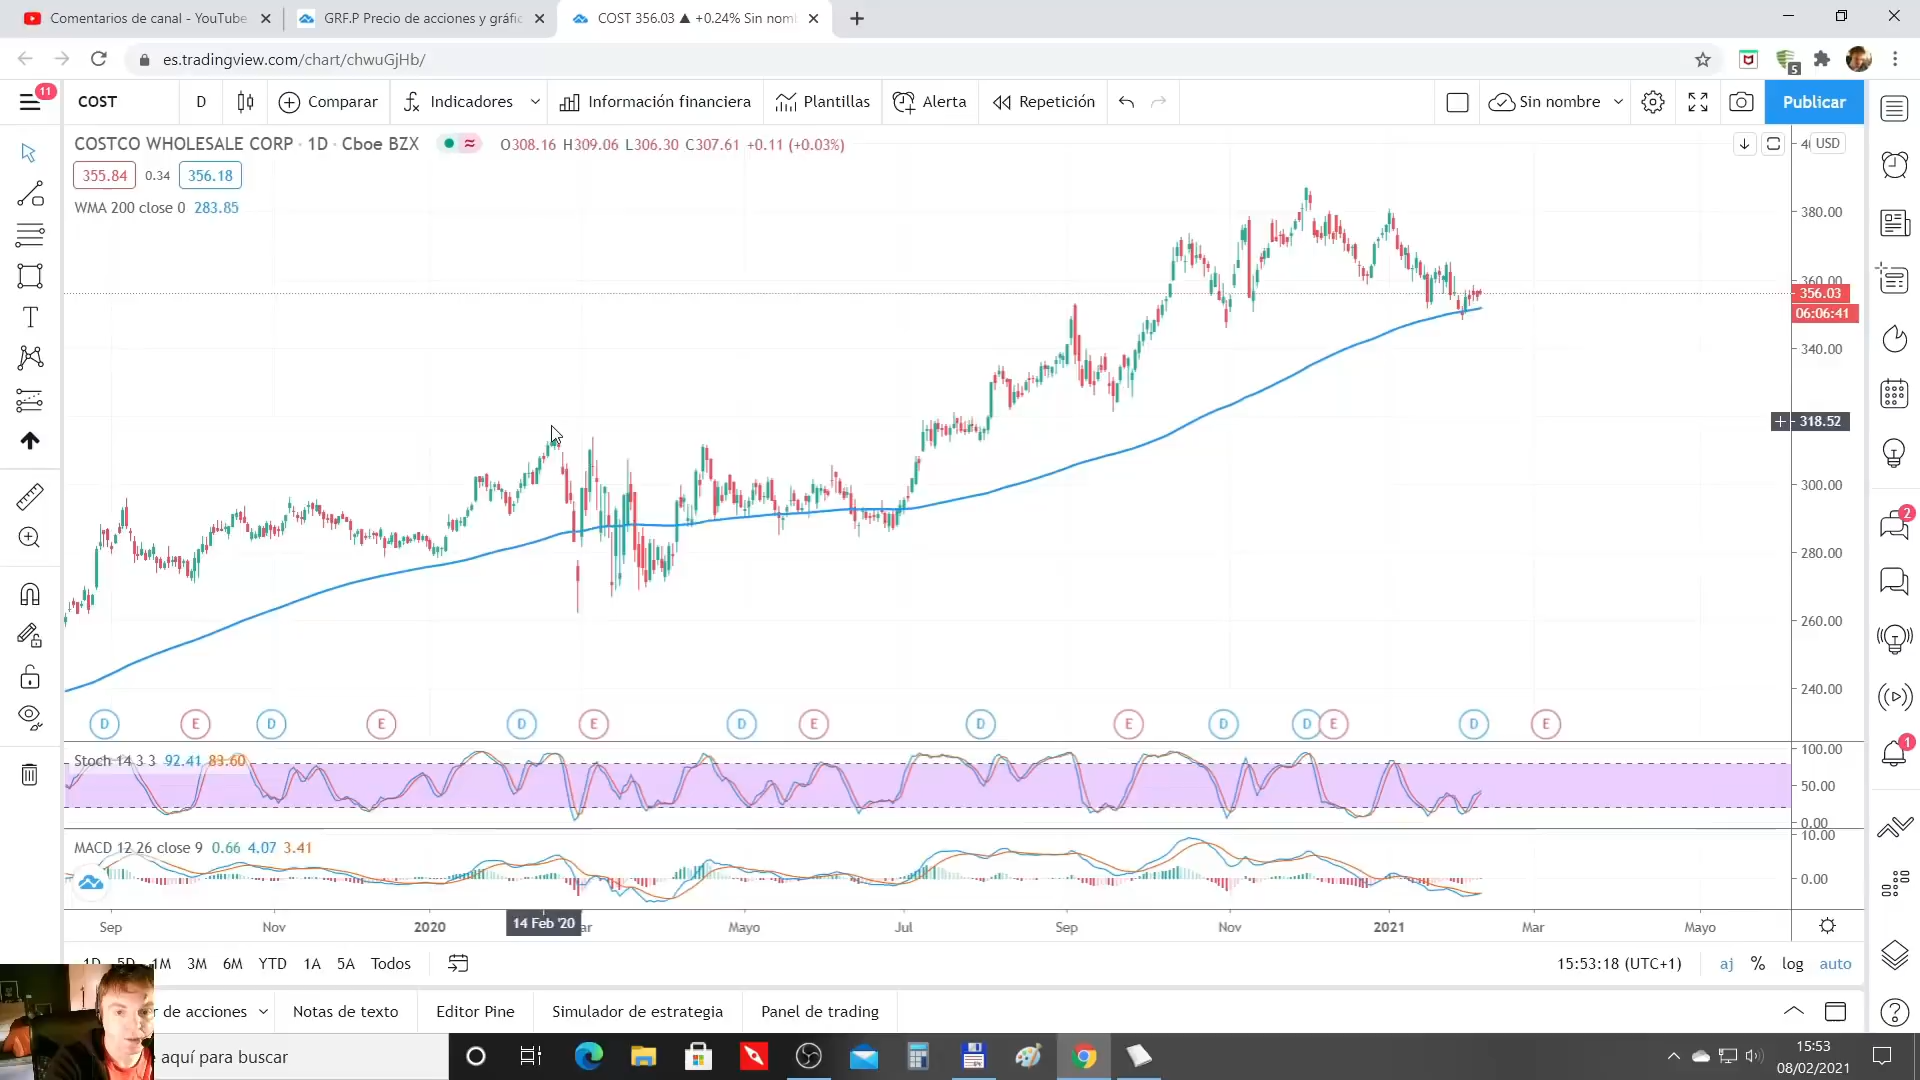 Comentarios de canal - YouTube
GRF.P Precio de acciones y gráfic
COST 356.03 ▲ +0.24% Sin nom
es.tradingview.com/chart/chwuGjHb/
5
11
COST
D
Comparar
Indicadores
Información financiera
Plantillas
Alerta
Repetición
Sin nombre
Publicar
COSTCO WHOLESALE CORP · 1D · Cboe BZX
O308.16 H309.06 L306.30 C307.61 +0.11 (+0.03%)
USD
355.84
0.34
356.18
WMA 200 close 0 283.85
380.00
360.00
356.03
06:06:41
340.00
318.52
300.00
280.00
260.00
240.00
D E D E D E D E D E D D E D E
Stoch 14 3 3 92.41 83.60
100.00
50.00
0.00
MACD 12 26 close 9 0.66 4.07 3.41
10.00
0.00
2
1
Sep Nov 2020 14 Feb '20 ar Mayo Jul Sep Nov 2021 Mar Mayo
1D 5D 1M 3M 6M YTD 1A 5A Todos
15:53:18 (UTC+1)
aj % log auto
de acciones
Notas de texto
Editor Pine
Simulador de estrategia
Panel de trading
aquí para buscar
15:53
08/02/2021